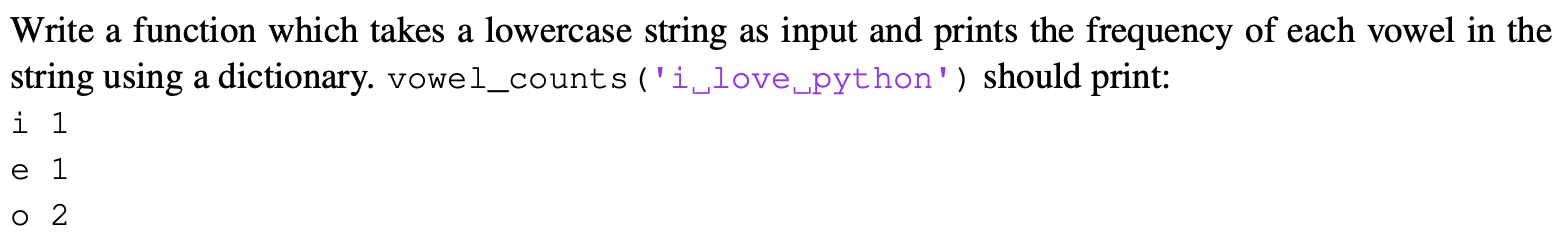 Write a function which takes a lowercase string as input and prints the frequency of each vowel in the
string using a dictionary. vowel_counts('i␣love␣python') should print:
i 1
e 1
o 2